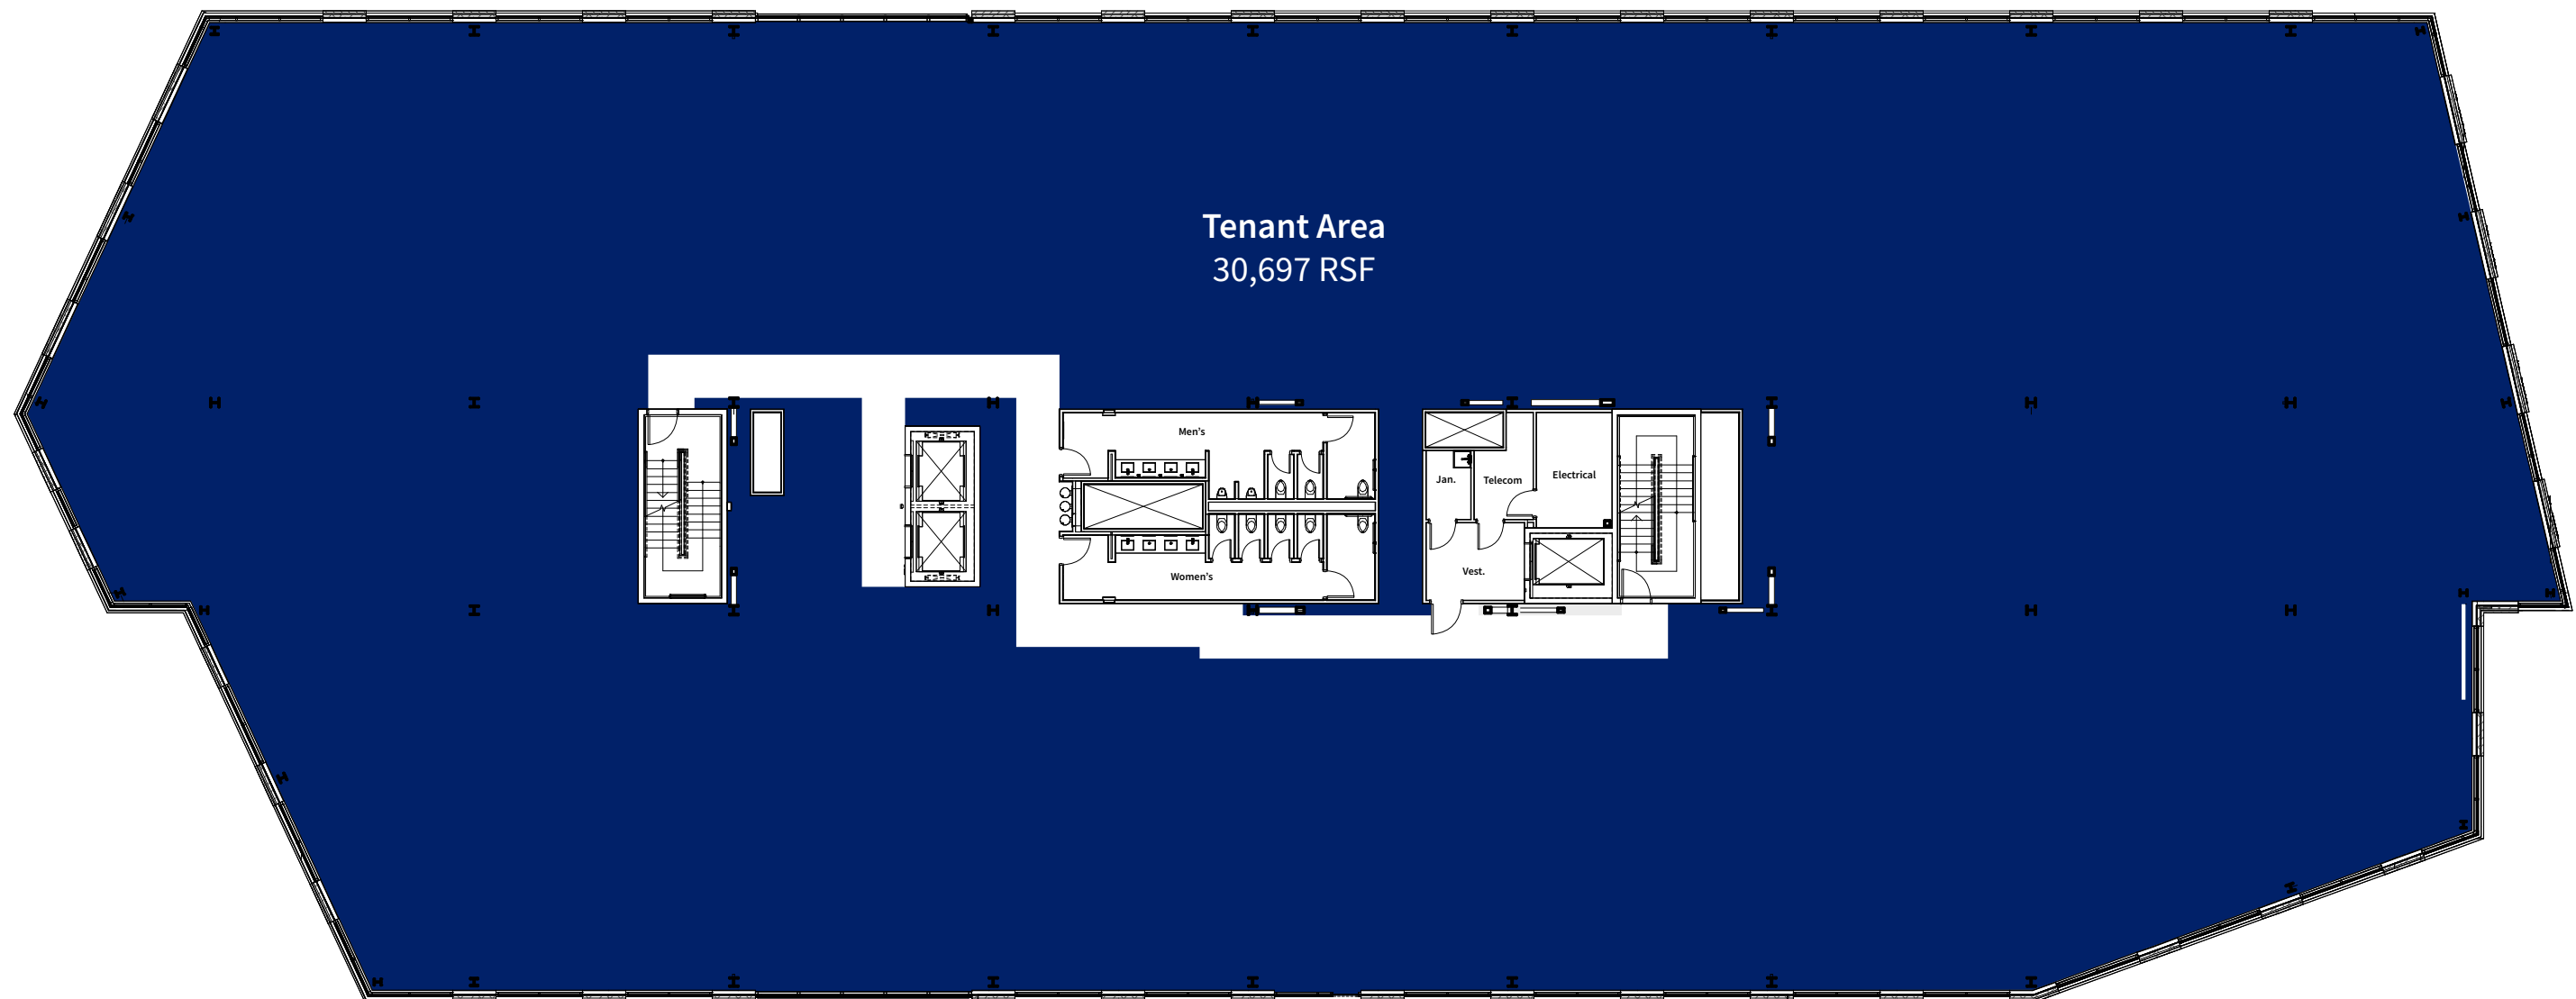 Tenant Area
30,697 RSF
Men's
Jan.
Telecom
Electrical
Vest.
Women's